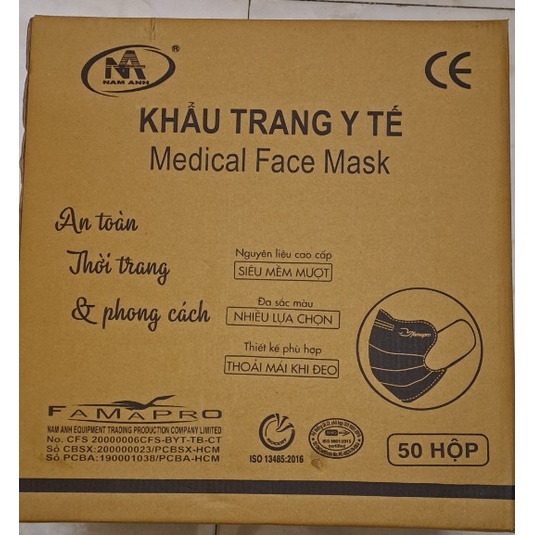 NA
NAM ANH
®
CE
KHẨU TRANG Y TẾ
Medical Face Mask
An toàn
Thời trang
& phong cách
Nguyên liệu cao cấp
SIÊU MỀM MƯỢT
Đa sắc màu
NHIỀU LỰA CHỌN
Thiết kế phù hợp
THOẢI MÁI KHI ĐEO
Famapro
FAMAPRO
NAM ANH EQUIPMENT TRADING PRODUCTION COMPANY LIMITED
No. CFS 20000006CFS-BYT-TB-CT
Số CBSX:200000023/PCBSX-HCM
Số PCBA:190001038/PCBA-HCM
ISO 13485:2016
50 HỘP